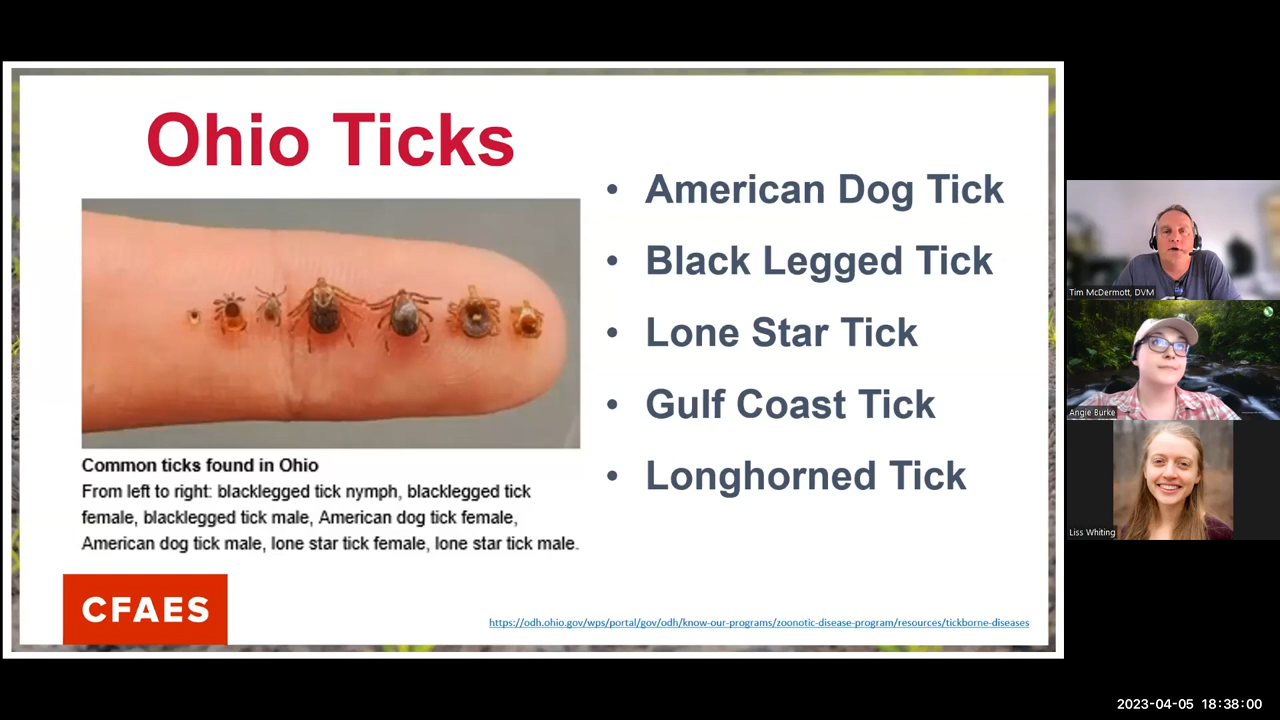 Ohio Ticks
Common ticks found in Ohio
From left to right: blacklegged tick nymph, blacklegged tick
female, blacklegged tick male, American dog tick female,
American dog tick male, lone star tick female, lone star tick male.
• American Dog Tick
• Black Legged Tick
• Lone Star Tick
• Gulf Coast Tick
• Longhorned Tick
CFAES
https://odh.ohio.gov/wps/portal/gov/odh/know-our-programs/zoonotic-disease-program/resources/tickborne-diseases
Tim McDermott, DVM
Angie Burke
Liss Whiting
2023-04-05 18:38:00